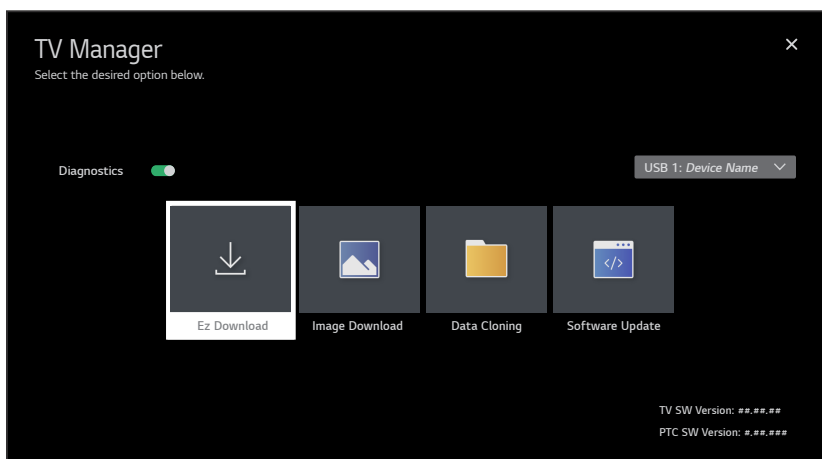 TV Manager
Select the desired option below.
Diagnostics
USB 1: Device Name
Ez Download
Image Download
Data Cloning
</>
Software Update
TV SW Version: ##.##.##
PTC SW Version: #.##.###